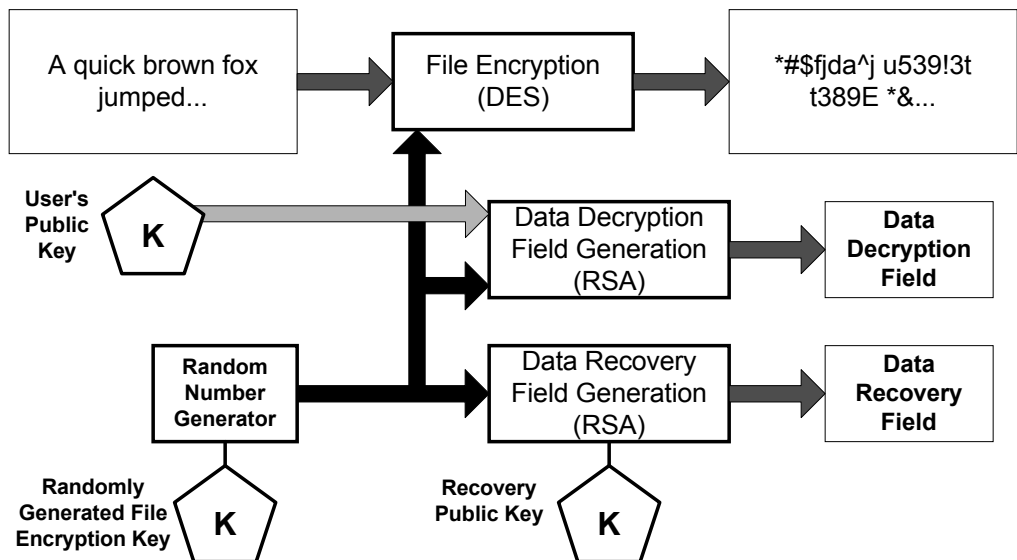 A quick brown fox
jumped...
File Encryption
(DES)
*#$fjda^j u539!3t
t389E *&...
User's
Public
Key
K
Data Decryption
Field Generation
(RSA)
Data
Decryption
Field
Random
Number
Generator
Data Recovery
Field Generation
(RSA)
Data
Recovery
Field
Randomly
Generated File
Encryption Key
K
Recovery
Public Key
K